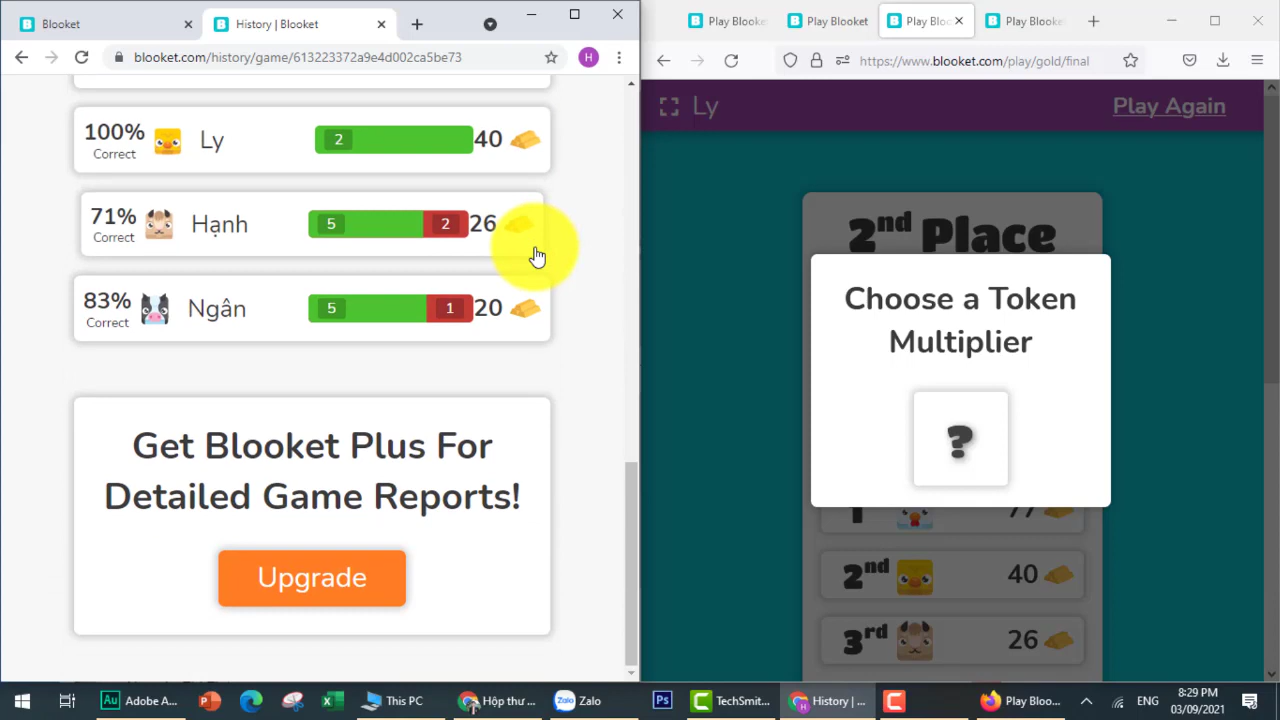 Blooket
History | Blooket
blooket.com/history/game/613223372a9e4d002ca5be73
H
100%
Correct
Ly
2
40
71%
Correct
Hạnh
5
2
26
83%
Correct
Ngân
5
1
20
Get Blooket Plus For
Detailed Game Reports!
Upgrade
Play Blooket
Play Blooket
Play Bloo
Play Blooke
https://www.blooket.com/play/gold/final
Ly
Play Again
2nd Place
Choose a Token
Multiplier
?
77
2nd
40
3rd
26
Adobe A...
This PC
Hộp thư ...
Zalo
TechSmit...
History | ...
Play Bloo...
ENG
8:29 PM
03/09/2021